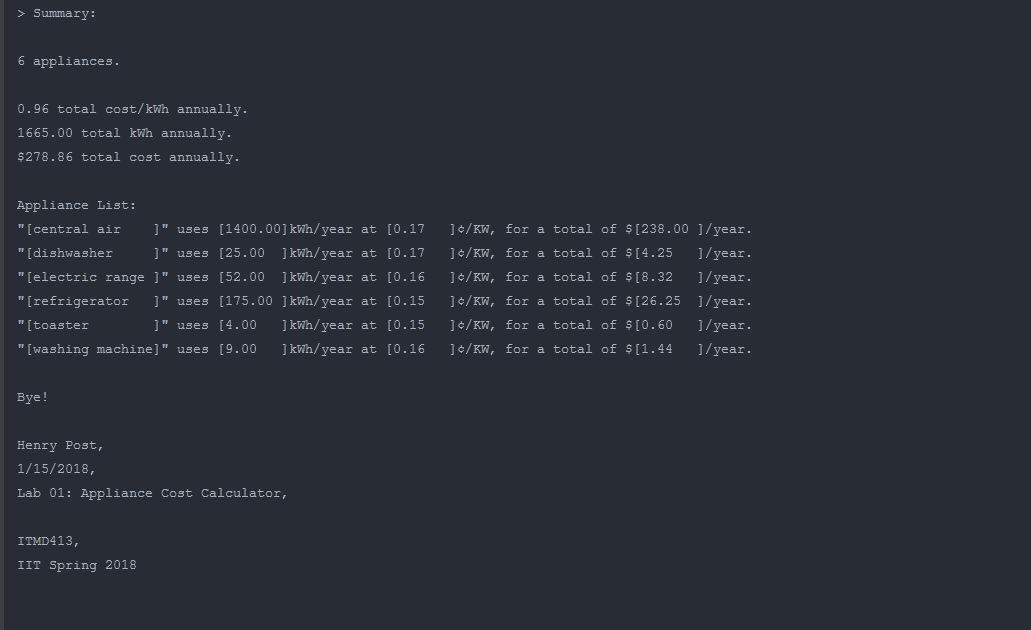 > Summary:
6 appliances.
0.96 total cost/kWh annually.
1665.00 total kWh annually.
$278.86 total cost annually.
Appliance List:
"[central air    ]" uses [1400.00]kWh/year at [0.17   ]¢/KW, for a total of $[238.00 ]/year.
"[dishwasher     ]" uses [25.00  ]kWh/year at [0.17   ]¢/KW, for a total of $[4.25   ]/year.
"[electric range ]" uses [52.00  ]kWh/year at [0.16   ]¢/KW, for a total of $[8.32   ]/year.
"[refrigerator   ]" uses [175.00 ]kWh/year at [0.15   ]¢/KW, for a total of $[26.25  ]/year.
"[toaster        ]" uses [4.00   ]kWh/year at [0.15   ]¢/KW, for a total of $[0.60   ]/year.
"[washing machine]" uses [9.00   ]kWh/year at [0.16   ]¢/KW, for a total of $[1.44   ]/year.
Bye!
Henry Post,
1/15/2018,
Lab 01: Appliance Cost Calculator,
ITMD413,
IIT Spring 2018